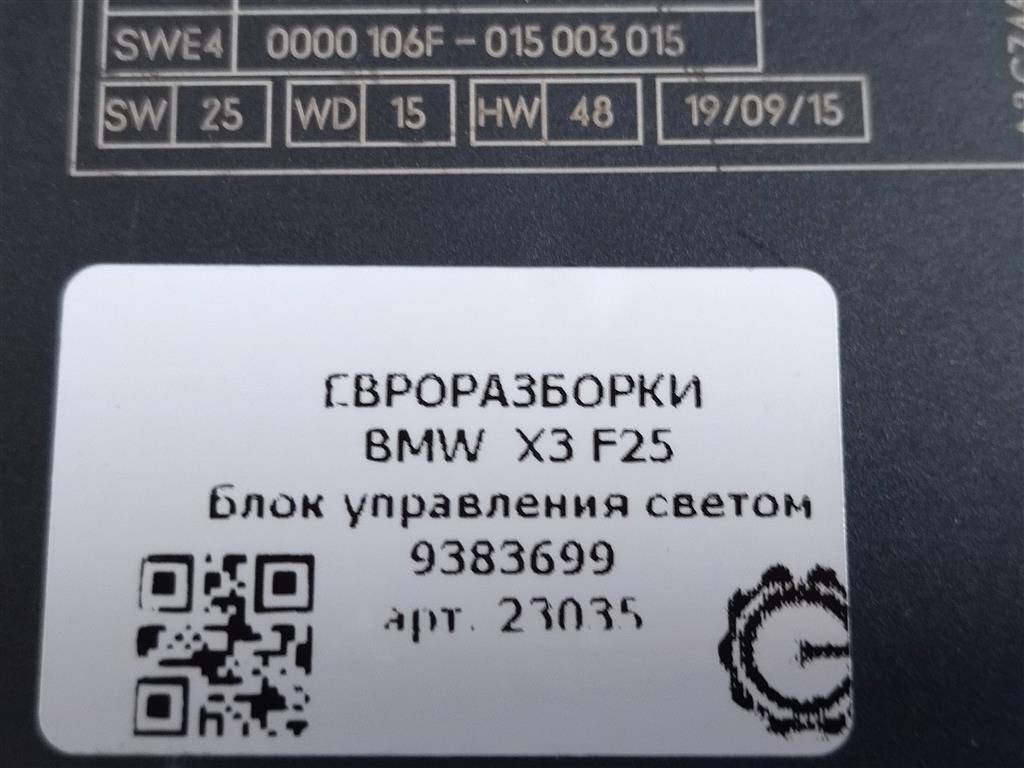 SWE4 0000 106F - 015 003 015
SW 25 WD 15 HW 48 19/09/15
ЕВРОРАЗБОРКИ
BMW X3 F25
Блок управления светом
9383699
арт. 23035